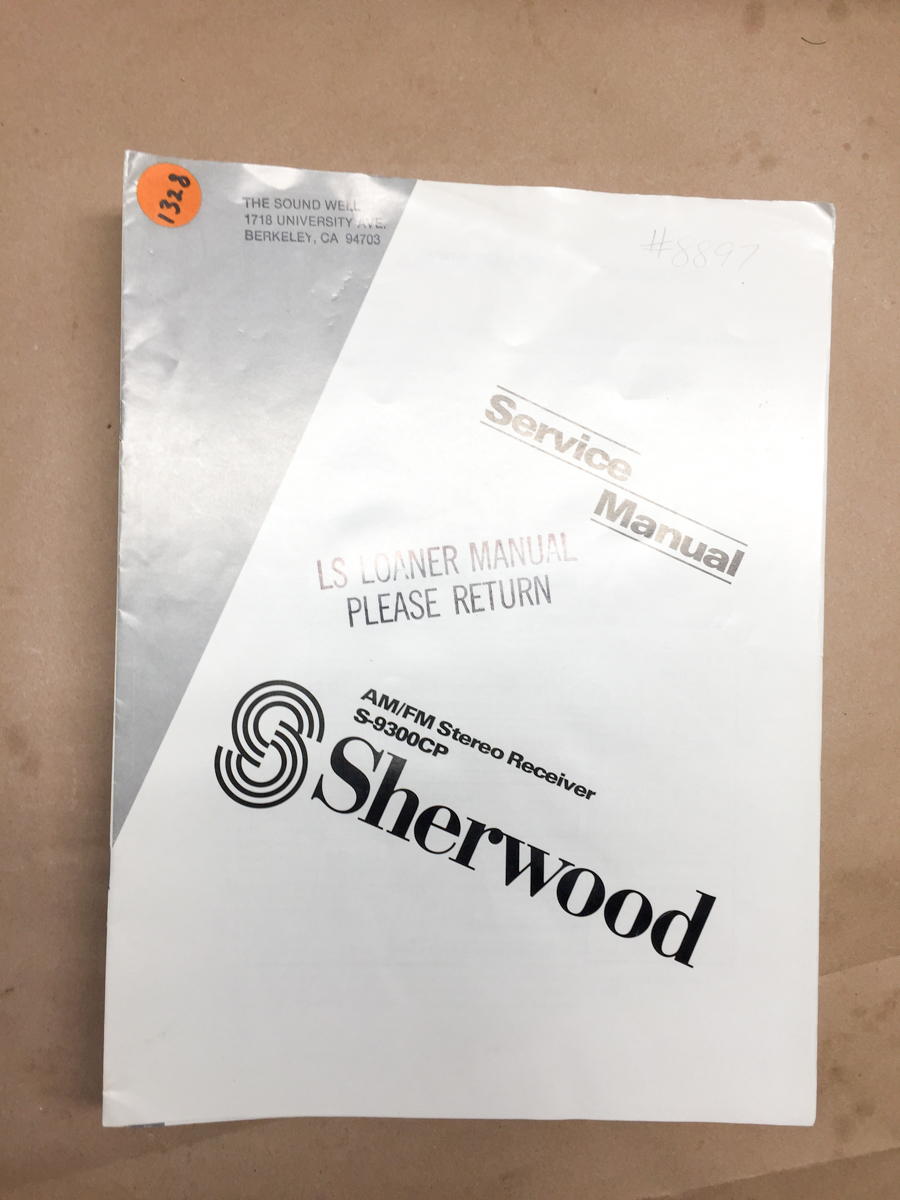 1328
THE SOUND WELL
1718 UNIVERSITY AVE.
BERKELEY, CA 94703
#8897
Service
Manual
LS LOANER MANUAL
PLEASE RETURN
AM/FM Stereo Receiver
S-9300CP
Sherwood